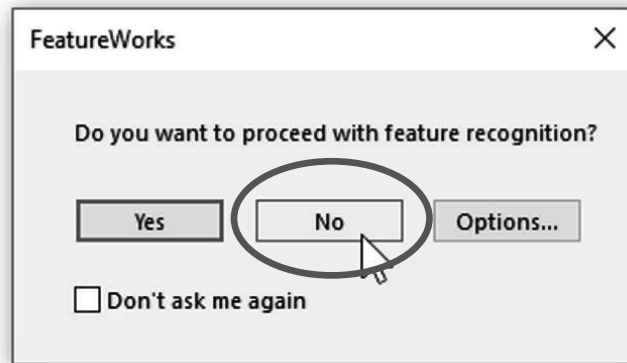 FeatureWorks
Do you want to proceed with feature recognition?
Yes No Options...
Don't ask me again